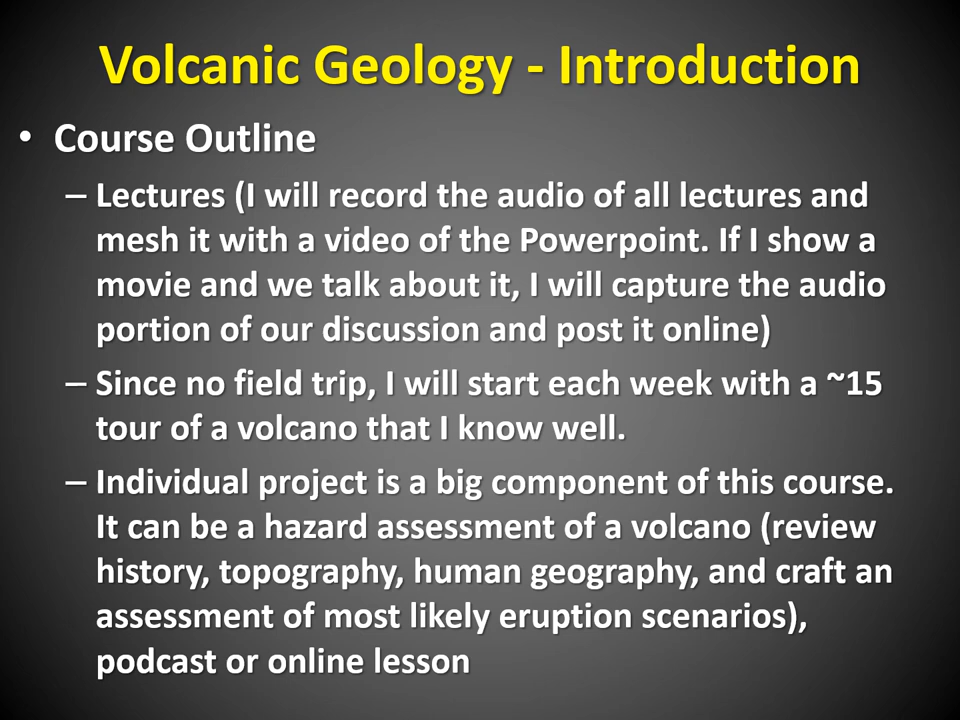 Volcanic Geology - Introduction
• Course Outline
– Lectures (I will record the audio of all lectures and
mesh it with a video of the Powerpoint. If I show a
movie and we talk about it, I will capture the audio
portion of our discussion and post it online)
– Since no field trip, I will start each week with a ~15
tour of a volcano that I know well.
– Individual project is a big component of this course.
It can be a hazard assessment of a volcano (review
history, topography, human geography, and craft an
assessment of most likely eruption scenarios),
podcast or online lesson